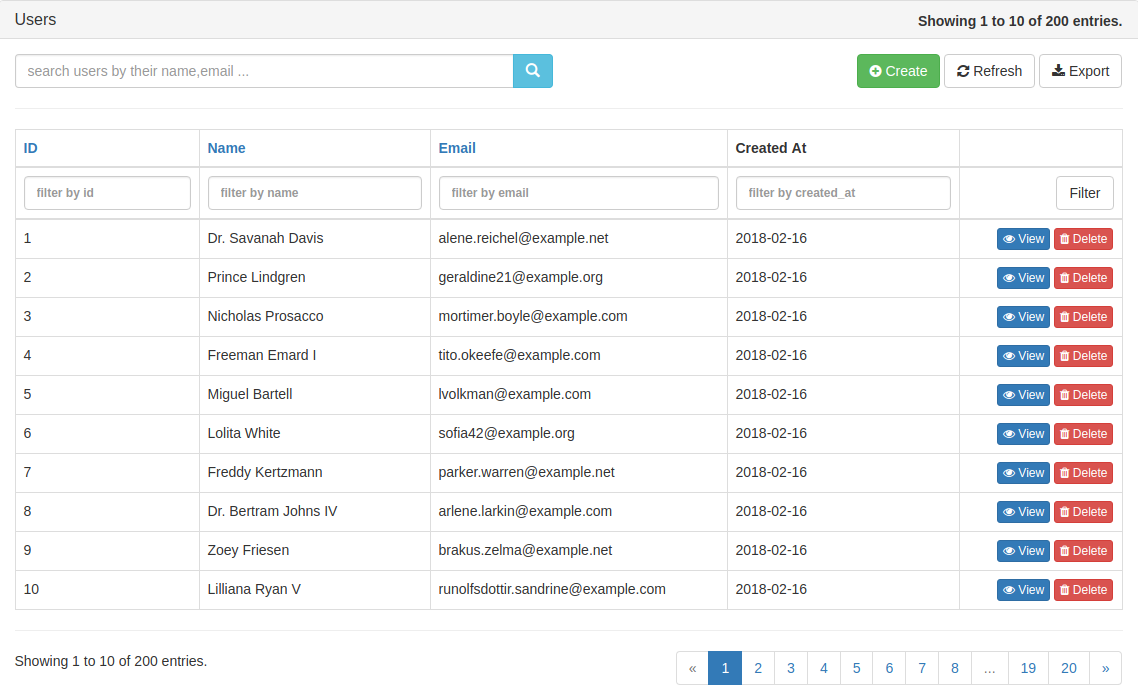 Users Showing 1 to 10 of 200 entries.
search users by their name,email ... Create Refresh Export
ID Name Email Created At
filter by id filter by name filter by email filter by created_at Filter
1 Dr. Savanah Davis alene.reichel@example.net 2018-02-16 View Delete
2 Prince Lindgren geraldine21@example.org 2018-02-16 View Delete
3 Nicholas Prosacco mortimer.boyle@example.com 2018-02-16 View Delete
4 Freeman Emard I tito.okeefe@example.com 2018-02-16 View Delete
5 Miguel Bartell lvolkman@example.com 2018-02-16 View Delete
6 Lolita White sofia42@example.org 2018-02-16 View Delete
7 Freddy Kertzmann parker.warren@example.net 2018-02-16 View Delete
8 Dr. Bertram Johns IV arlene.larkin@example.com 2018-02-16 View Delete
9 Zoey Friesen brakus.zelma@example.net 2018-02-16 View Delete
10 Lilliana Ryan V runolfsdottir.sandrine@example.com 2018-02-16 View Delete
Showing 1 to 10 of 200 entries. « 1 2 3 4 5 6 7 8 ... 19 20 »